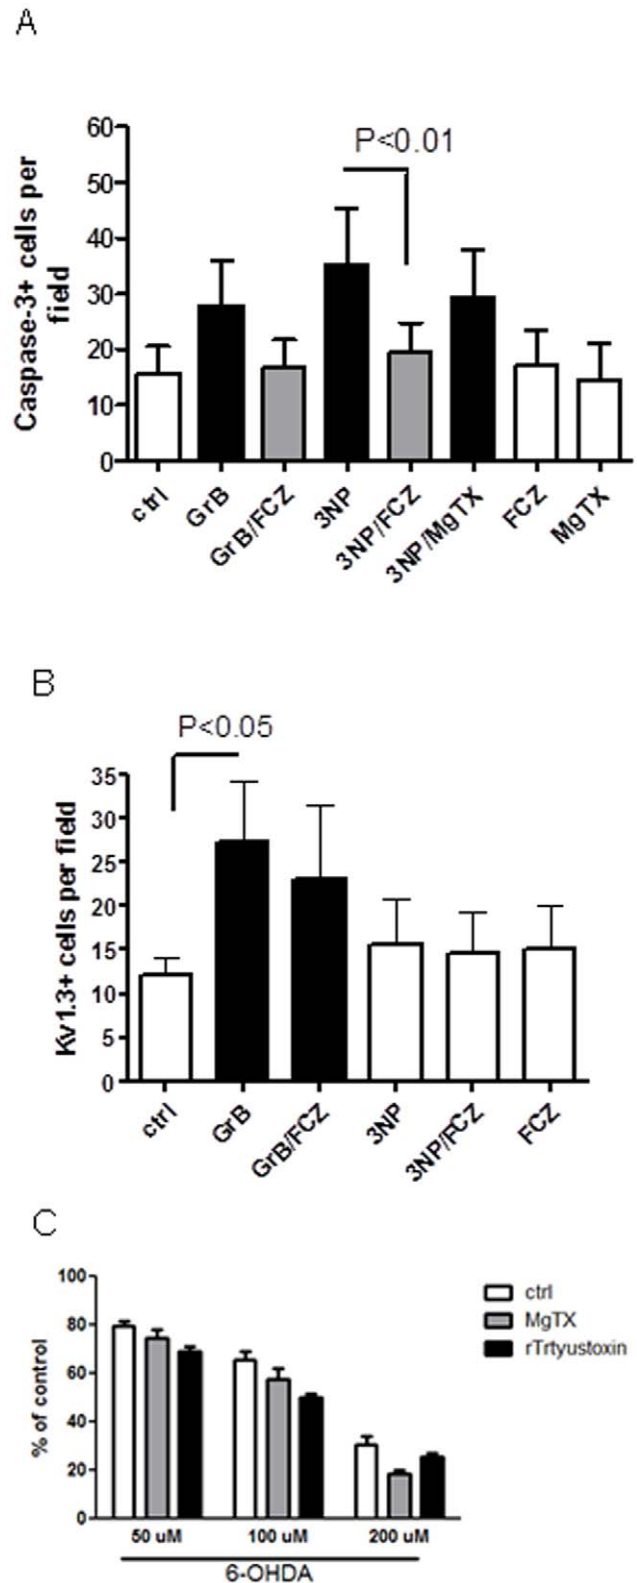 A
P<0.01
Caspase-3+ cells per
field
60
50
40
30
20
10
0
ctrl
GrB
GrB/FCZ
3NP
3NP/FCZ
3NP/MgTX
FCZ
MgTX
B
P<0.05
Kv1.3+ cells per field
35
30
25
20
15
10
5
0
ctrl
GrB
GrB/FCZ
3NP
3NP/FCZ
FCZ
C
% of control
100
80
60
40
20
0
ctrl
MgTX
rTrtyustoxin
50 uM
100 uM
200 uM
6-OHDA